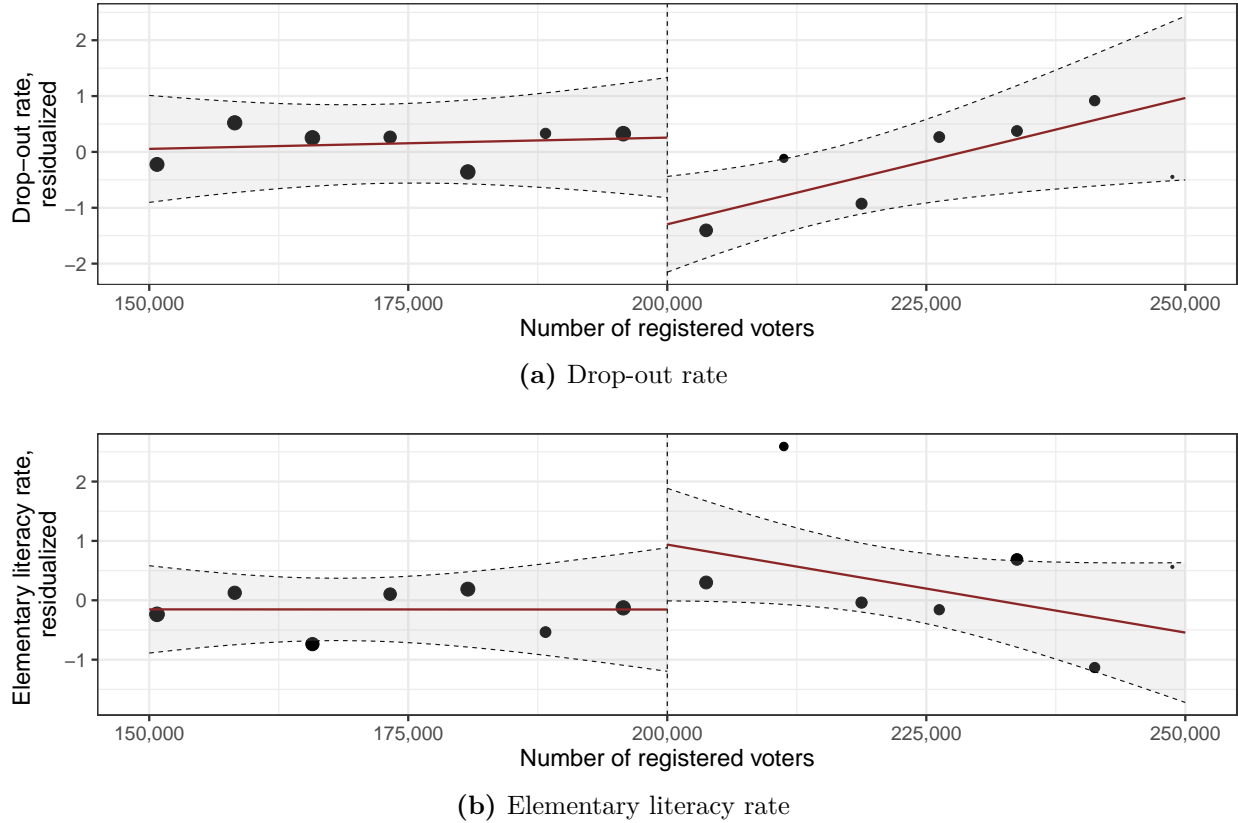 Drop−out rate,
residualized
2
1
0
−1
−2
150,000 175,000 200,000 225,000 250,000
Number of registered voters
(a) Drop-out rate
Elementary literacy rate,
residualized
2
1
0
−1
150,000 175,000 200,000 225,000 250,000
Number of registered voters
(b) Elementary literacy rate